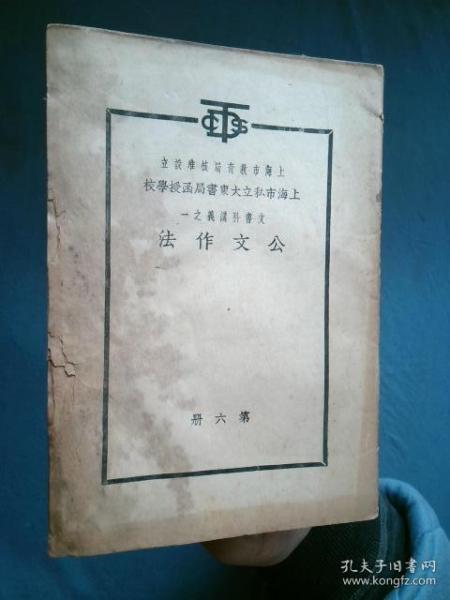 上海市敎育局核准設立
上海市私立大東書局函授學校
文書科講義之一
公文作法
第六册
孔夫子旧书网
www.kongfz.com